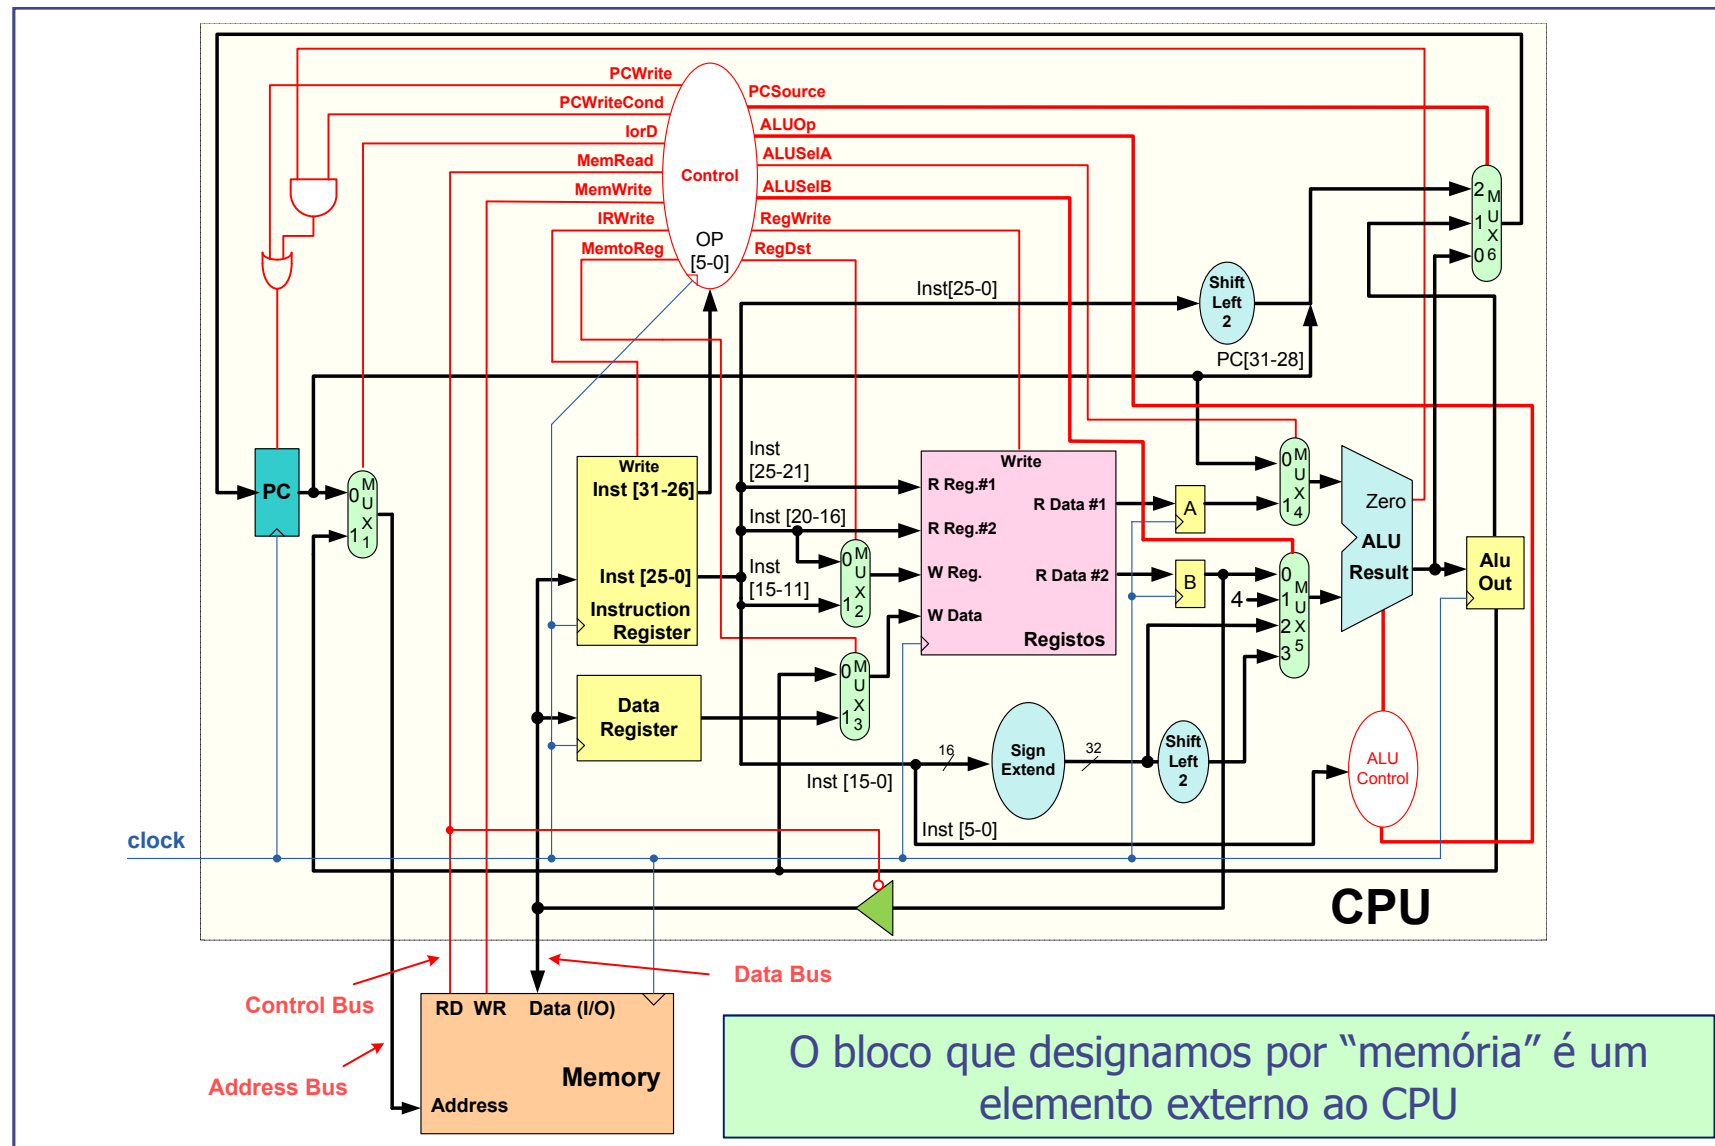 PCWrite
PCWriteCond
IorD
MemRead
MemWrite
IRWrite
MemtoReg
Control
OP
[5-0]
PCSource
ALUOp
ALUSelA
ALUSelB
RegWrite
RegDst
2
1
0
M
U
X
6
Inst[25-0]
Shift
Left
2
PC[31-28]
PC
0
1
M
U
X
1
Write
Inst [31-26]
Inst [25-0]
Instruction
Register
Data
Register
Inst
[25-21]
Inst [20-16]
Inst
[15-11]
0
1
M
U
X
2
0
1
M
U
X
3
Write
R Reg.#1
R Reg.#2
W Reg.
W Data
R Data #1
R Data #2
Registos
A
B
4
0
1
M
U
X
4
0
1
2
3
M
U
X
5
Zero
ALU
Result
Alu
Out
Inst [15-0]
16
Sign
Extend
32
Shift
Left
2
ALU
Control
Inst [5-0]
clock
CPU
Control Bus
Data Bus
Address Bus
RD
WR
Data (I/O)
Memory
Address
O bloco que designamos por “memória” é um
elemento externo ao CPU